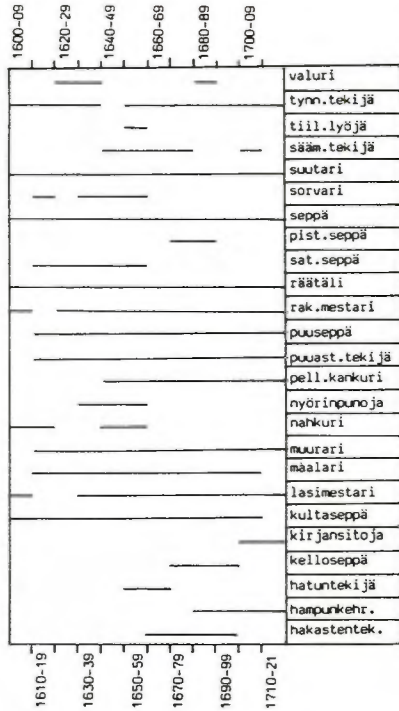 1600-09
1620-29
1640-49
1660-69
1680-89
1700-09
valuri
tynn.tekijä
tiil.lyöjä
sääm.tekijä
suutari
sorvari
seppä
pist.seppä
sat.seppä
räätäli
rak.mestari
puuseppä
puuast.tekijä
pell.kankuri
nyörinpunoja
nahkuri
muurari
maalari
lasimestari
kultaseppä
kirjansitoja
kelloseppä
hatuntekijä
hampunkehr.
hakastentek.
1610-19
1630-39
1650-59
1670-79
1690-99
1710-21